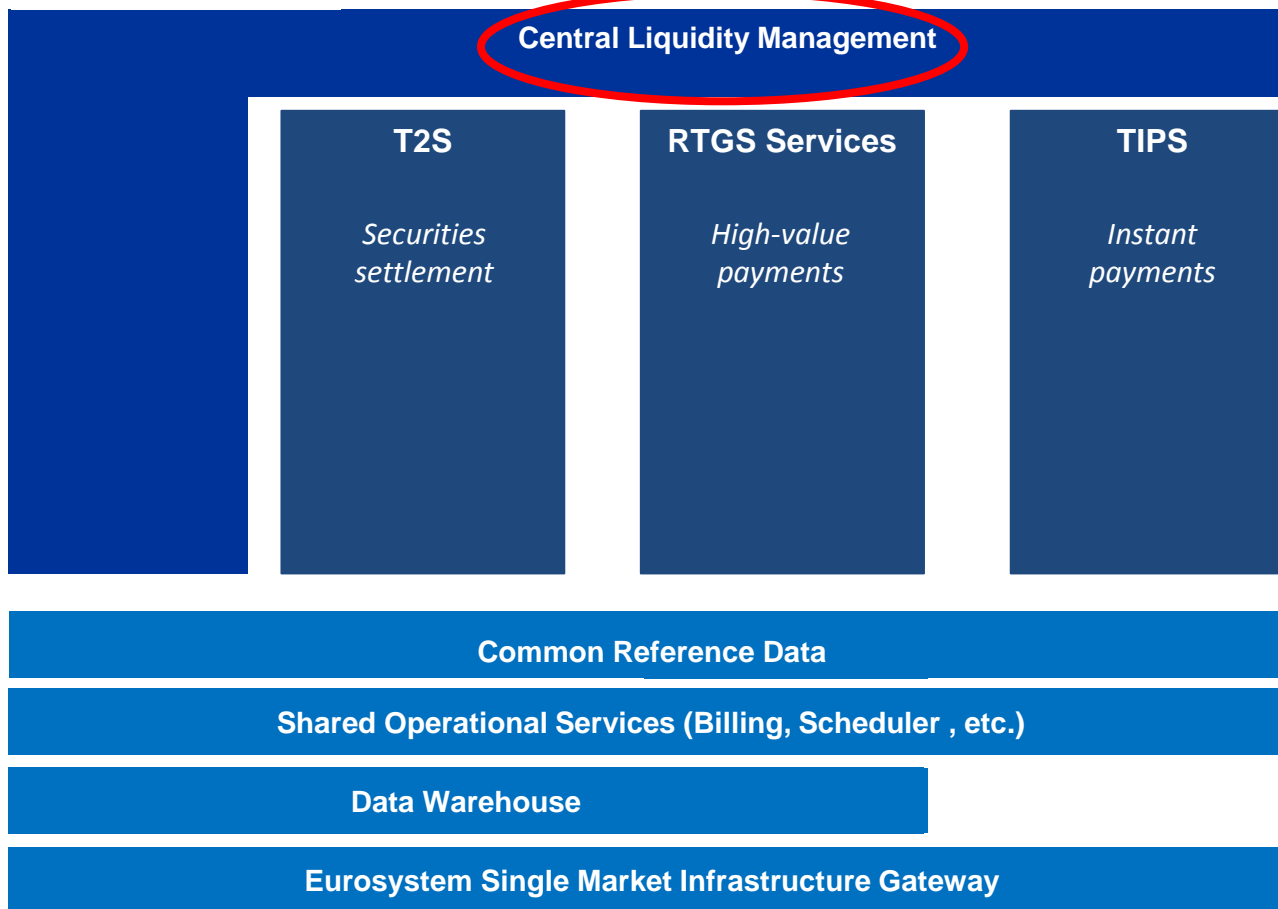 Central Liquidity Management
T2S
RTGS Services
TIPS
Securities
settlement
High-value
payments
Instant
payments
Common Reference Data
Shared Operational Services (Billing, Scheduler , etc.)
Data Warehouse
Eurosystem Single Market Infrastructure Gateway